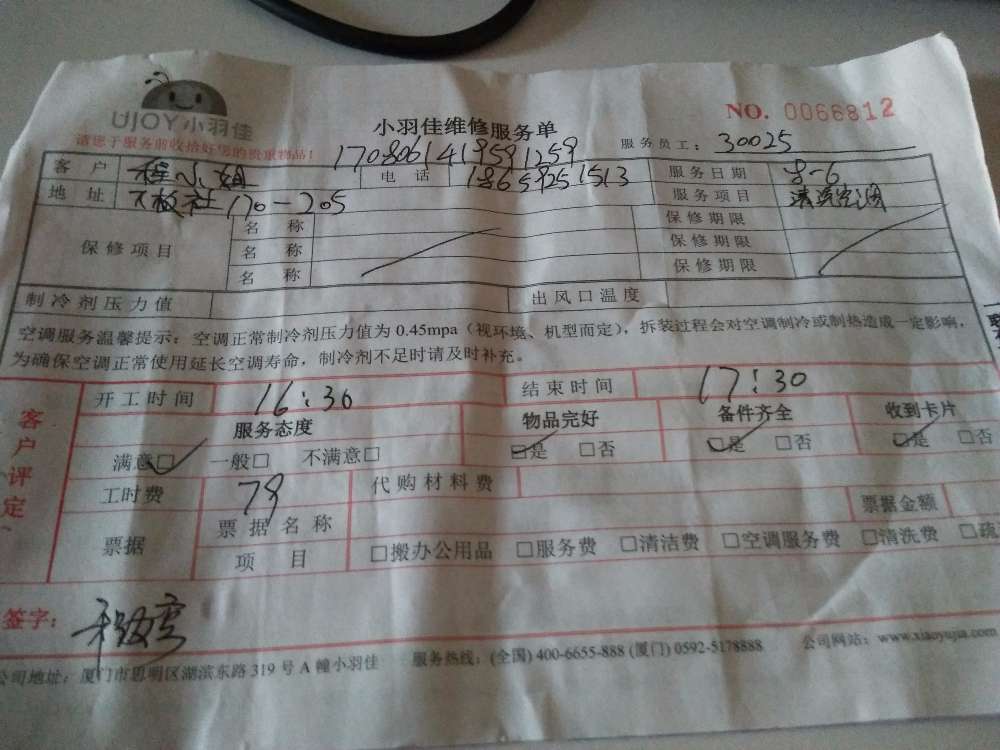 UJOY小羽佳
NO. 0066812
小羽佳维修服务单
请您于服务前收拾好您的贵重物品!
服务员工: 30025
1708061419591259
客户 程小姐 电话 18659251513 服务日期 8-6
地址 170-205 服务项目 清洗空调
保修项目 名称 保修期限
名称 保修期限
名称 保修期限
制冷剂压力值 出风口温度
空调服务温馨提示: 空调正常制冷剂压力值为 0.45mpa (视环境、机型而定), 拆装过程会对空调制冷或制热造成一定影响,
为确保空调正常使用延长空调寿命, 制冷剂不足时请及时补充。
客户评定
开工时间 16:30 结束时间 17:30
服务态度 物品完好 备件齐全 收到卡片
满意□ 一般□ 不满意□ □是 □否 □是 □否 □是 □否
工时费 79 代购材料费
票据 票据名称 票据金额
项目 □搬办公用品 □服务费 □清洁费 □空调服务费 □清洗费 □疏
签字:
公司地址: 厦门市思明区湖滨东路 319 号 A 幢小羽佳 服务热线: (全国) 400-6655-888 (厦门) 0592-5178888 公司网站: www.xiaoyujia.com